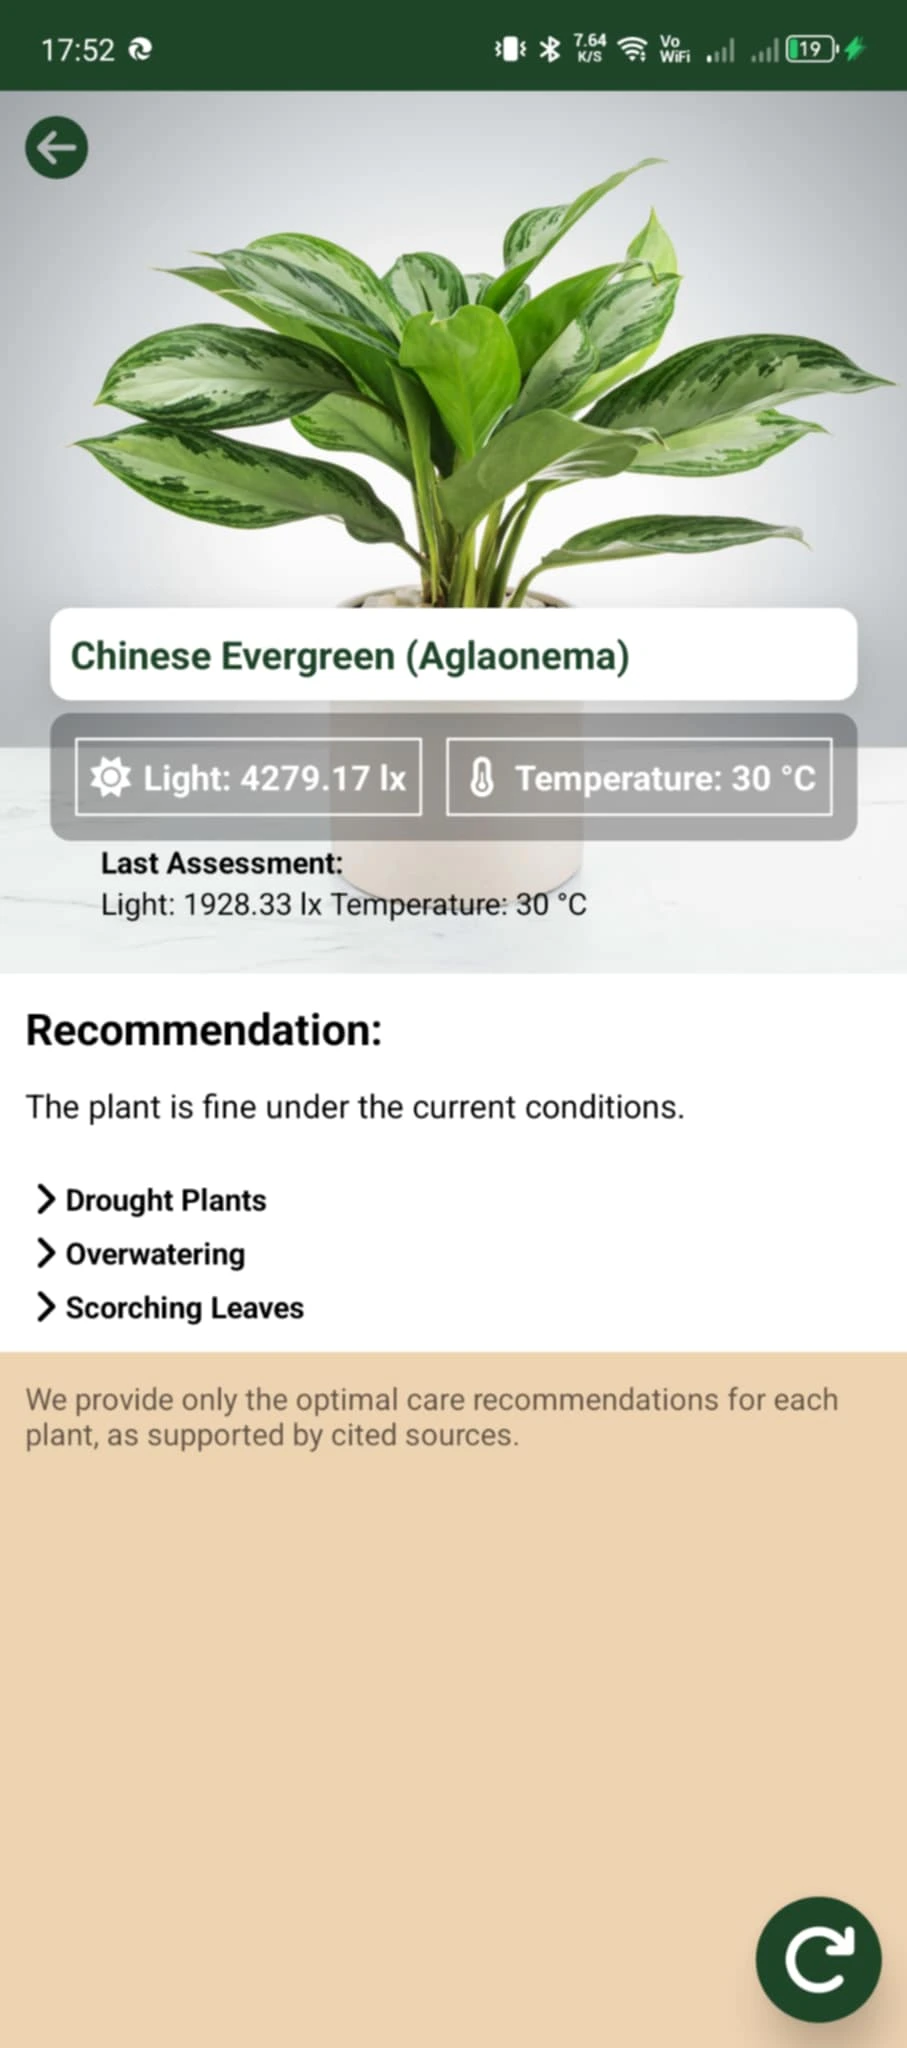 17:52
7.64 K/S
Vo WiFi
19
Chinese Evergreen (Aglaonema)
Light: 4279.17 lx
Temperature: 30 °C
Last Assessment:
Light: 1928.33 lx Temperature: 30 °C
Recommendation:
The plant is fine under the current conditions.
Drought Plants
Overwatering
Scorching Leaves
We provide only the optimal care recommendations for each
plant, as supported by cited sources.